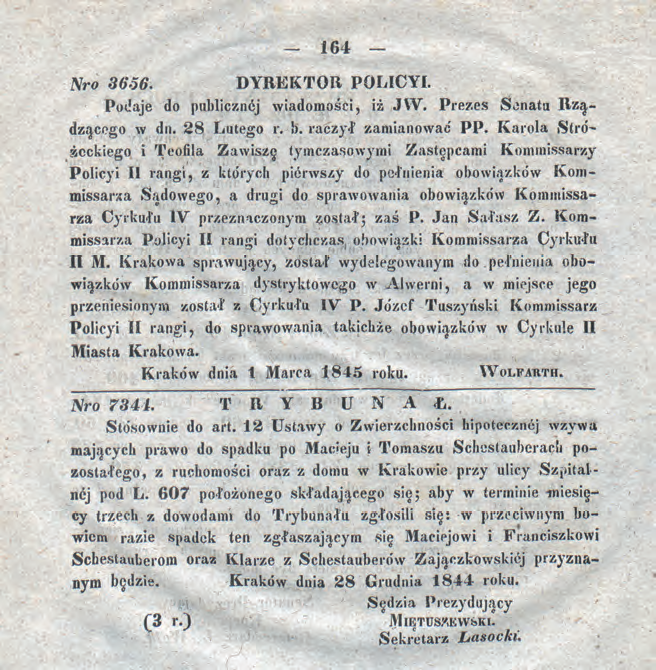 — 164 —
Nro 3656. DYREKTOR POLICYI.
Podaje do publicznéj wiadomości, iż JW. Prezes Senatu Rzą-
dzącego w dn. 28 Lutego r. b. raczył zamianować PP. Karola Stró-
żeckiego i Teofila Zawiszę tymczasowymi Zastępcami Kommissarzy
Policyi II rangi, z których piérwszy do pełnienia obowiązków Kom-
missarza Sądowego, a drugi do sprawowania obowiązków Kommissa-
rza Cyrkułu IV przeznaczonym został; zaś P. Jan Sałasz Z. Kom-
missarza Policyi II rangi dotychczas obowiązki Kommissarza Cyrkułu
II M. Krakowa sprawujący, został wydelegowanym do pełnienia obo-
wiązków Kommissarza dystryktowego w Alwerni, a w miejsce jego
przeniesionym został z Cyrkułu IV P. Józef Tuszyński Kommissarz
Policyi II rangi, do sprawowania takichże obowiązków w Cyrkule II
Miasta Krakowa.
Kraków dnia 1 Marca 1845 roku. WOLFARTH.
Nro 7344. TRYBUNAŁ.
Stósownie do art. 12 Ustawy o Zwierzchności hipotecznéj wzywa
mających prawo do spadku po Macieju i Tomaszu Schestauberach po-
zostałego, z ruchomości oraz z domu w Krakowie przy ulicy Szpital-
néj pod L. 607 położonego składającego się; aby w terminie miesię-
cy trzech z dowodami do Trybunału zgłosili się; w przeciwnym bo-
wiem razie spadek ten zgłaszającym się Maciejowi i Franciszkowi
Schestauberom oraz Klarze z Schestauberów Zajączkowskiéj przyzna-
nym będzie. Kraków dnia 28 Grudnia 1844 roku.
Sędzia Prezydujący
(3 r.) MIĘTUSZEWSKI.
Sekretarz Lasocki.